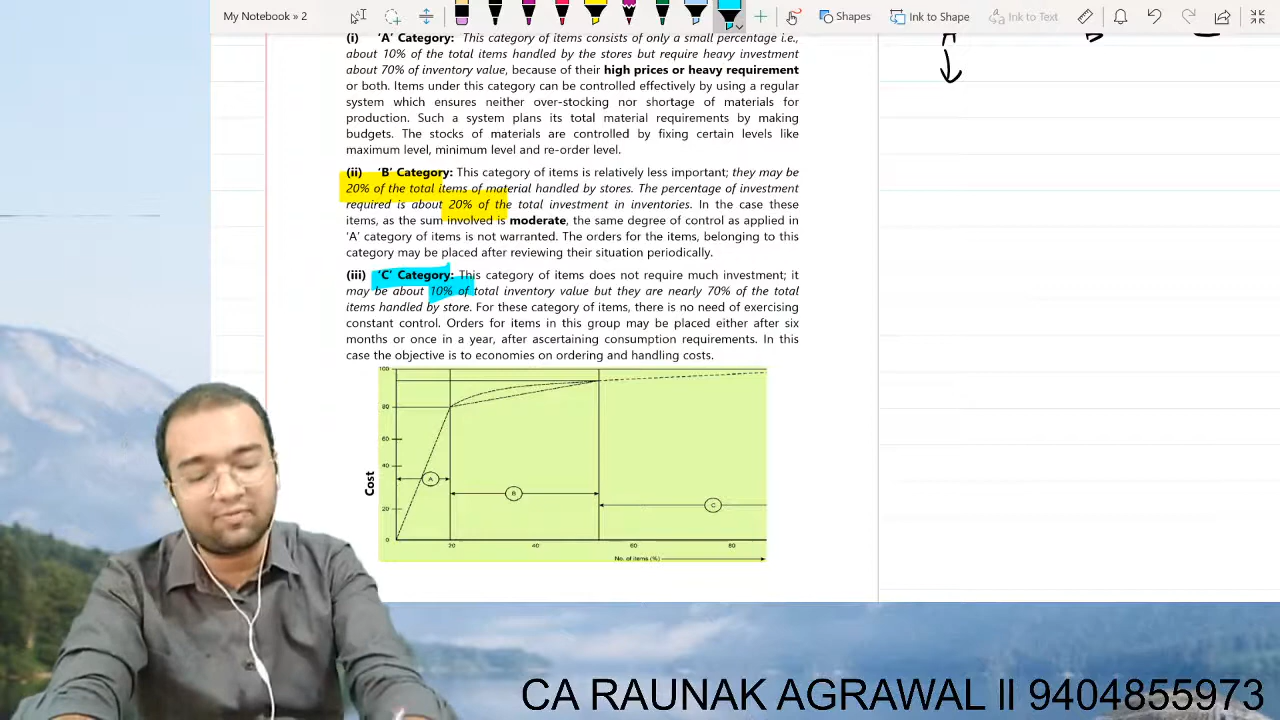 My Notebook » 2
Shapes
Ink to Shape
Ink to Text
(i) ‘A’ Category: This category of items consists of only a small percentage i.e.,
about 10% of the total items handled by the stores but require heavy investment
about 70% of inventory value, because of their high prices or heavy requirement
or both. Items under this category can be controlled effectively by using a regular
system which ensures neither over-stocking nor shortage of materials for
production. Such a system plans its total material requirements by making
budgets. The stocks of materials are controlled by fixing certain levels like
maximum level, minimum level and re-order level.
(ii) ‘B’ Category: This category of items is relatively less important; they may be
20% of the total items of material handled by stores. The percentage of investment
required is about 20% of the total investment in inventories. In the case these
items, as the sum involved is moderate, the same degree of control as applied in
‘A’ category of items is not warranted. The orders for the items, belonging to this
category may be placed after reviewing their situation periodically.
(iii) ‘C’ Category: This category of items does not require much investment; it
may be about 10% of total inventory value but they are nearly 70% of the total
items handled by store. For these category of items, there is no need of exercising
constant control. Orders for items in this group may be placed either after six
months or once in a year, after ascertaining consumption requirements. In this
case the objective is to economies on ordering and handling costs.
100
80
60
40
20
0
Cost
A
B
C
20 40 60 80
No. of items (%)
CA RAUNAK AGRAWAL II 9404855973